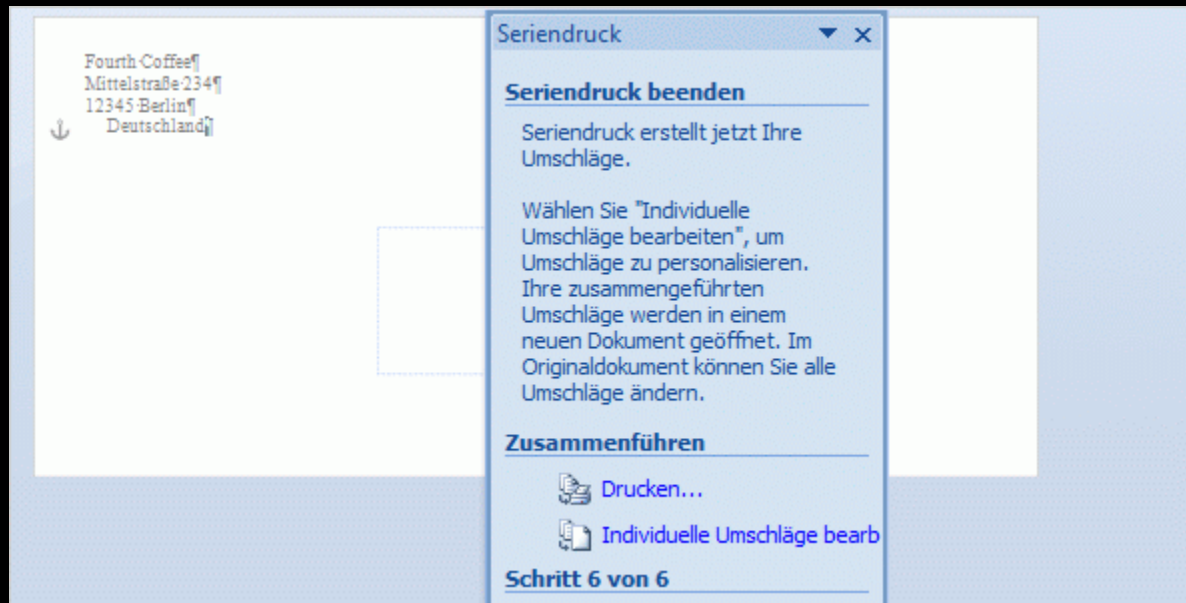 Fourth·Coffee¶
Mittelstraße·234¶
12345·Berlin¶
Deutschland¶
Seriendruck
Seriendruck beenden
Seriendruck erstellt jetzt Ihre
Umschläge.
Wählen Sie "Individuelle
Umschläge bearbeiten", um
Umschläge zu personalisieren.
Ihre zusammengeführten
Umschläge werden in einem
neuen Dokument geöffnet. Im
Originaldokument können Sie alle
Umschläge ändern.
Zusammenführen
Drucken...
Individuelle Umschläge bearb
Schritt 6 von 6